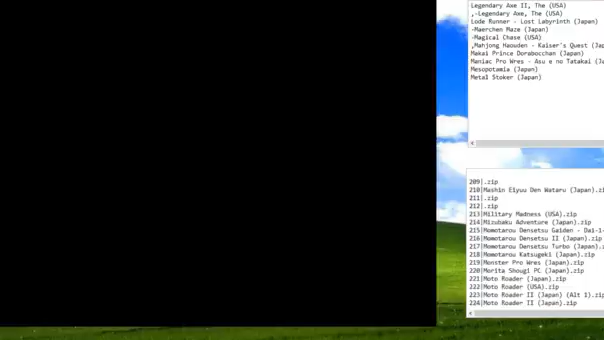 Legendary Axe II, The (USA)
,-Legendary Axe, The (USA)
Lode Runner - Lost Labyrinth (Japan)
-Maerchen Maze (Japan)
-Magical Chase (USA)
,Mahjong Haouden - Kaiser's Quest (Jap
Makai Prince Dorabocchan (Japan)
Maniac Pro Wres - Asu e no Tatakai (Ja
Mesopotamia (Japan)
Metal Stoker (Japan)
209|.zip
210|Mashin Eiyuu Den Wataru (Japan).zi
211|.zip
212|.zip
213|Military Madness (USA).zip
214|Mizubaku Adventure (Japan).zip
215|Momotarou Densetsu Gaiden - Dai-1-
216|Momotarou Densetsu II (Japan).zip
217|Momotarou Densetsu Turbo (Japan).zi
218|Momotarou Katsugeki (Japan).zip
219|Monster Pro Wres (Japan).zip
220|Morita Shougi PC (Japan).zip
221|Moto Roader (Japan).zip
222|Moto Roader (USA).zip
223|Moto Roader II (Japan) (Alt 1).zip
224|Moto Roader II (Japan).zip